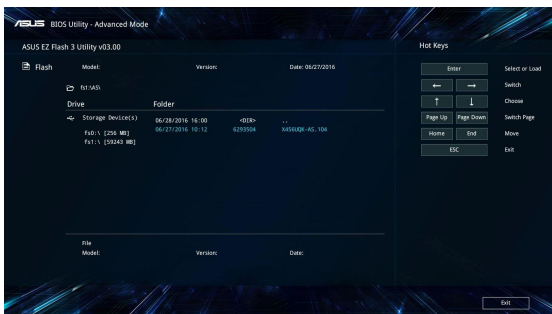 ASUS BIOS Utility - Advanced Mode
ASUS EZ Flash 3 Utility v03.00
Flash
Model: Version: Date: 06/27/2016
fs1:\AS\
Drive Folder
Storage Device(s)
fs0:\ [256 MB]
fs1:\ [59243 MB]
06/28/2016 16:00 <DIR> ..
06/27/2016 10:12 6293504 X456UQK-AS.104
File
Model: Version: Date:
Hot Keys
Enter Select or Load
← → Switch
↑ ↓ Choose
Page Up Page Down Switch Page
Home End Move
ESC Exit
Exit